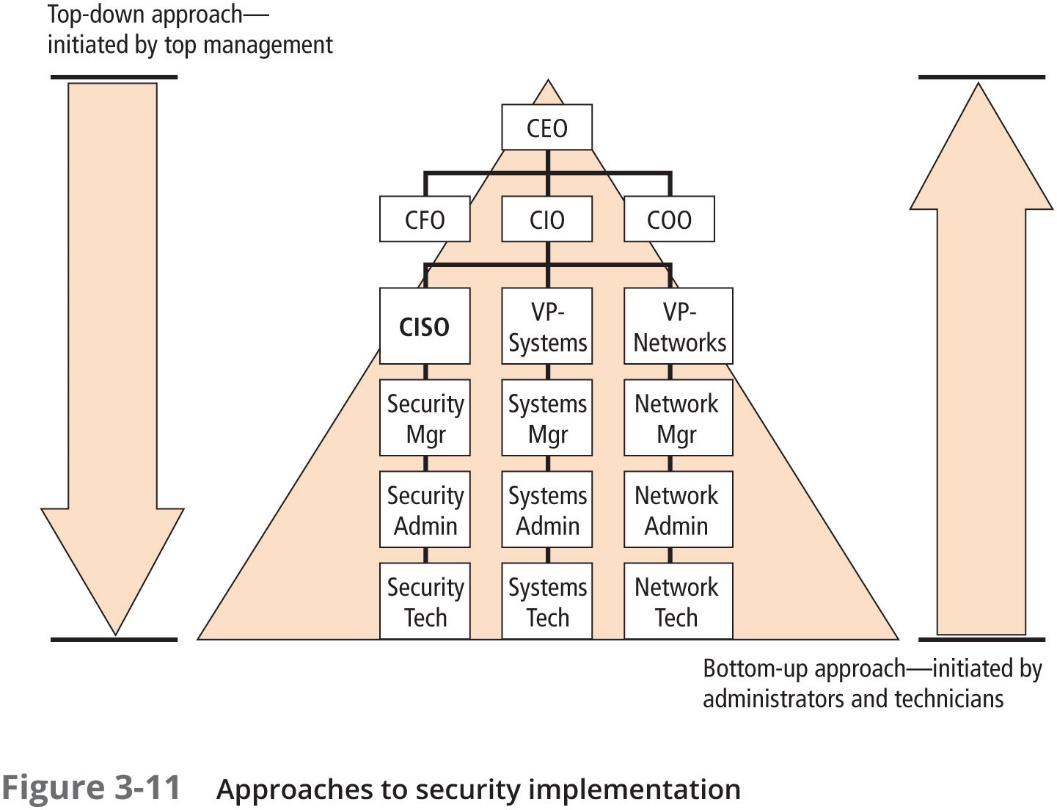 Top-down approach—
initiated by top management
CEO
CFO
CIO
COO
CISO
VP-
Systems
VP-
Networks
Security
Mgr
Systems
Mgr
Network
Mgr
Security
Admin
Systems
Admin
Network
Admin
Security
Tech
Systems
Tech
Network
Tech
Bottom-up approach—initiated by
administrators and technicians
Figure 3-11 Approaches to security implementation